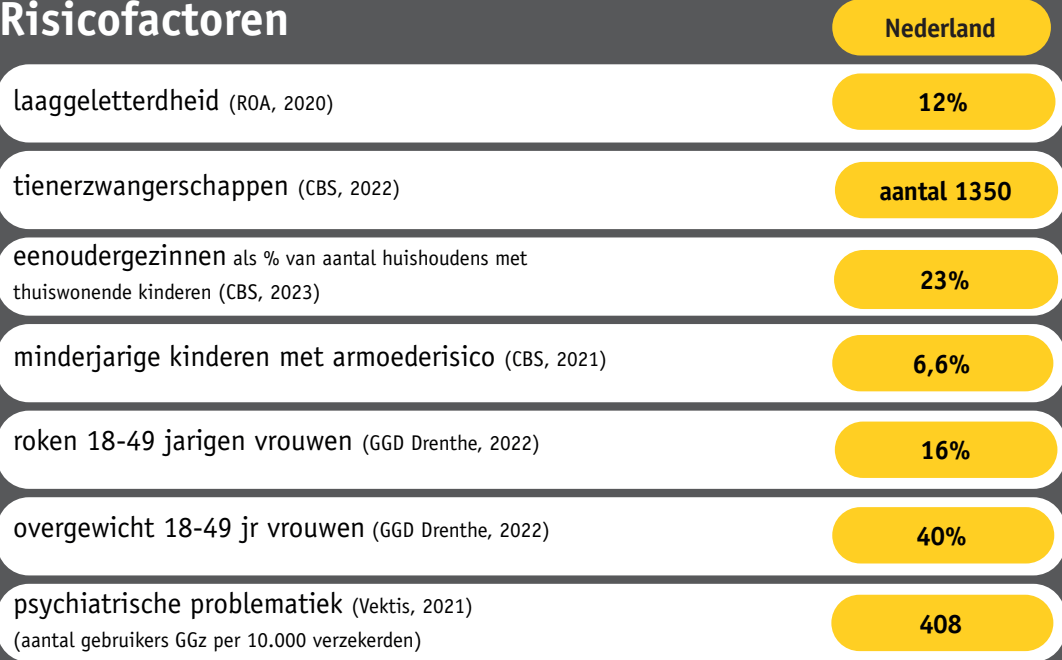 Risicofactoren Nederland
laaggeletterdheid (ROA, 2020) 12%
tienerzwangerschappen (CBS, 2022) aantal 1350
eenoudergezinnen als % van aantal huishoudens met
thuiswonende kinderen (CBS, 2023) 23%
minderjarige kinderen met armoederisico (CBS, 2021) 6,6%
roken 18-49 jarigen vrouwen (GGD Drenthe, 2022) 16%
overgewicht 18-49 jr vrouwen (GGD Drenthe, 2022) 40%
psychiatrische problematiek (Vektis, 2021)
(aantal gebruikers GGz per 10.000 verzekerden) 408